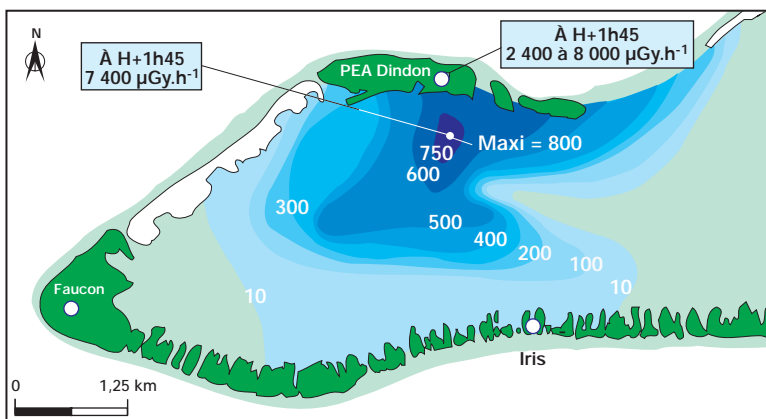 N
À H+1h45
7 400 µGy.h-1
À H+1h45
2 400 à 8 000 µGy.h-1
PEA Dindon
Maxi = 800
750
600
300
500
400
200
100
10
10
Faucon
Iris
0 1,25 km